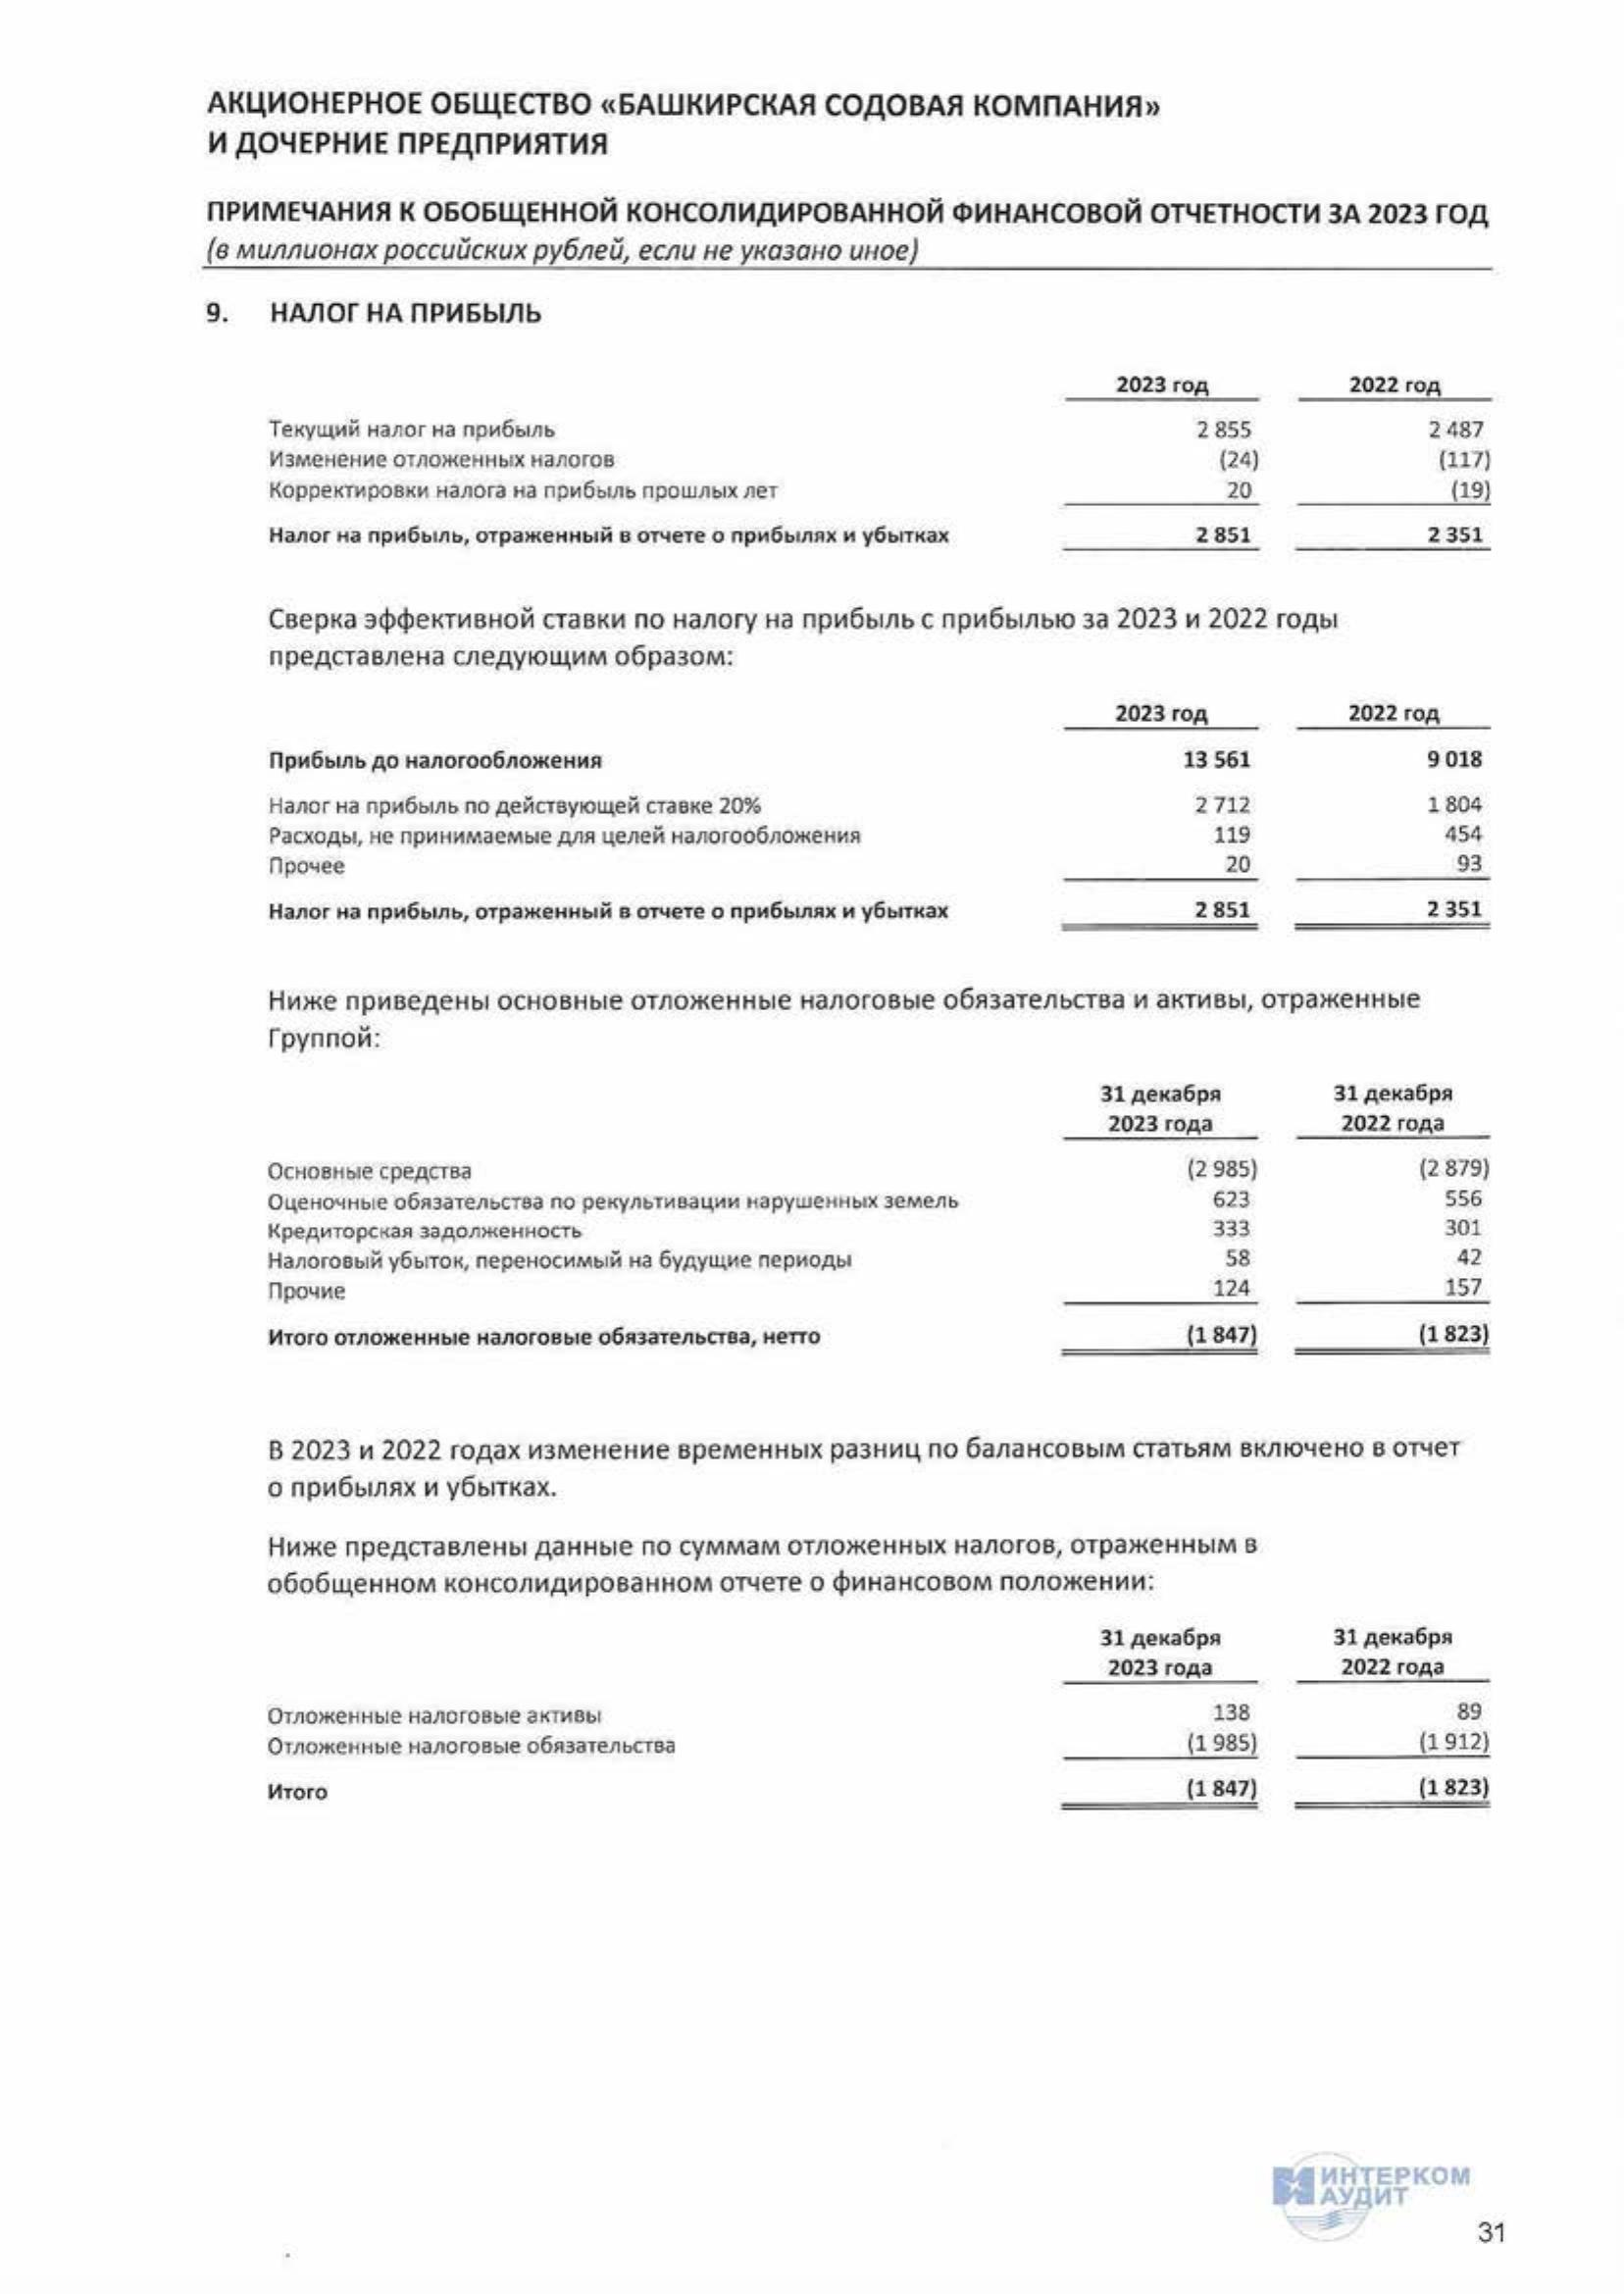 АКЦИОНЕРНОЕ ОБЩЕСТВО «БАШКИРСКАЯ СОДОВАЯ КОМПАНИЯ»
И ДОЧЕРНИЕ ПРЕДПРИЯТИЯ
ПРИМЕЧАНИЯ К ОБОБЩЕННОЙ КОНСОЛИДИРОВАННОЙ ФИНАНСОВОЙ ОТЧЕТНОСТИ ЗА 2023 ГОД
(в миллионах российских рублей, если не указано иное)
9. НАЛОГ НА ПРИБЫЛЬ
2023 год 2022 год
Текущий налог на прибыль 2 855 2 487
Изменение отложенных налогов (24) (117)
Корректировки налога на прибыль прошлых лет 20 (19)
Налог на прибыль, отраженный в отчете о прибылях и убытках 2 851 2 351
Сверка эффективной ставки по налогу на прибыль с прибылью за 2023 и 2022 годы
представлена следующим образом:
2023 год 2022 год
Прибыль до налогообложения 13 561 9 018
Налог на прибыль по действующей ставке 20% 2 712 1 804
Расходы, не принимаемые для целей налогообложения 119 454
Прочее 20 93
Налог на прибыль, отраженный в отчете о прибылях и убытках 2 851 2 351
Ниже приведены основные отложенные налоговые обязательства и активы, отраженные
Группой:
31 декабря 31 декабря
2023 года 2022 года
Основные средства (2 985) (2 879)
Оценочные обязательства по рекультивации нарушенных земель 623 556
Кредиторская задолженность 333 301
Налоговый убыток, переносимый на будущие периоды 58 42
Прочие 124 157
Итого отложенные налоговые обязательства, нетто (1 847) (1 823)
В 2023 и 2022 годах изменение временных разниц по балансовым статьям включено в отчет
о прибылях и убытках.
Ниже представлены данные по суммам отложенных налогов, отраженным в
обобщенном консолидированном отчете о финансовом положении:
31 декабря 31 декабря
2023 года 2022 года
Отложенные налоговые активы 138 89
Отложенные налоговые обязательства (1 985) (1 912)
Итого (1 847) (1 823)
ИНТЕРКОМ
АУДИТ
31